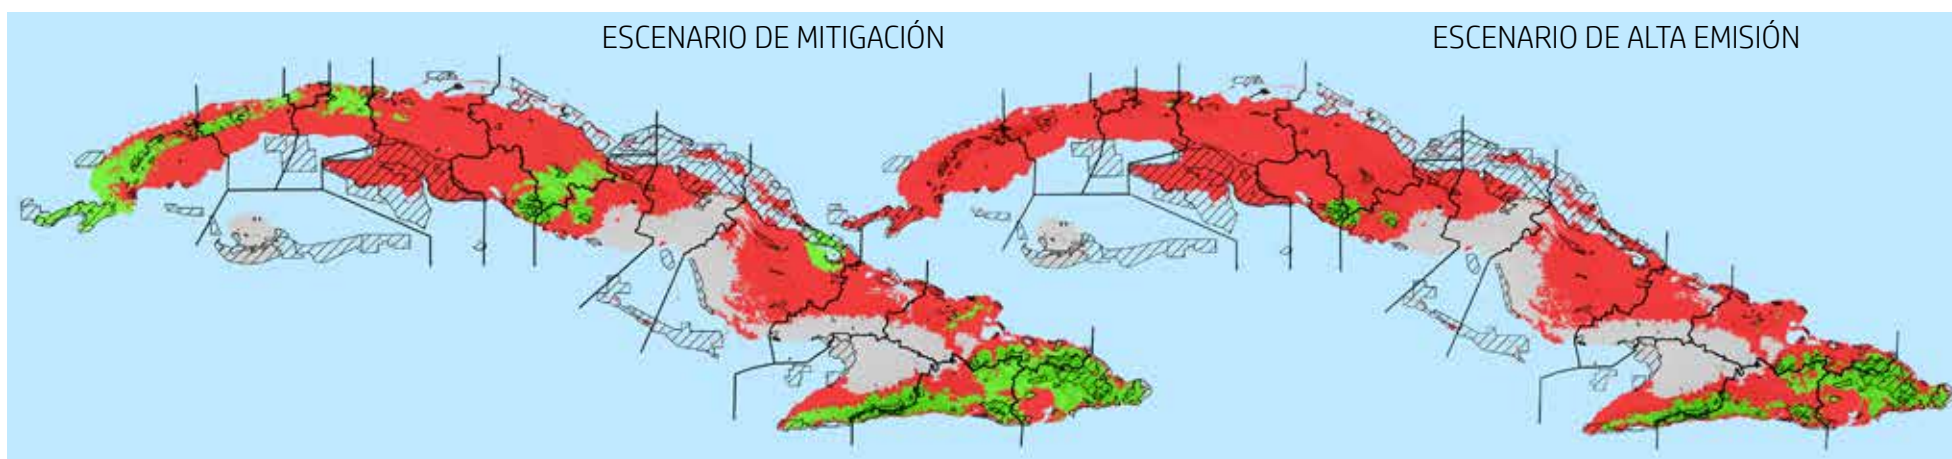 ESCENARIO DE MITIGACIÓN
ESCENARIO DE ALTA EMISIÓN